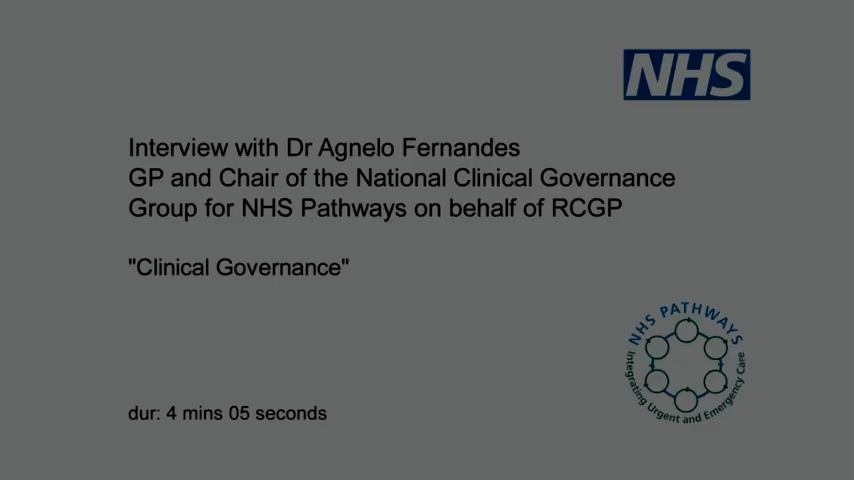 NHS
Interview with Dr Agnelo Fernandes
GP and Chair of the National Clinical Governance
Group for NHS Pathways on behalf of RCGP
"Clinical Governance"
NHS PATHWAYS
Integrating Urgent and Emergency Care
dur: 4 mins 05 seconds